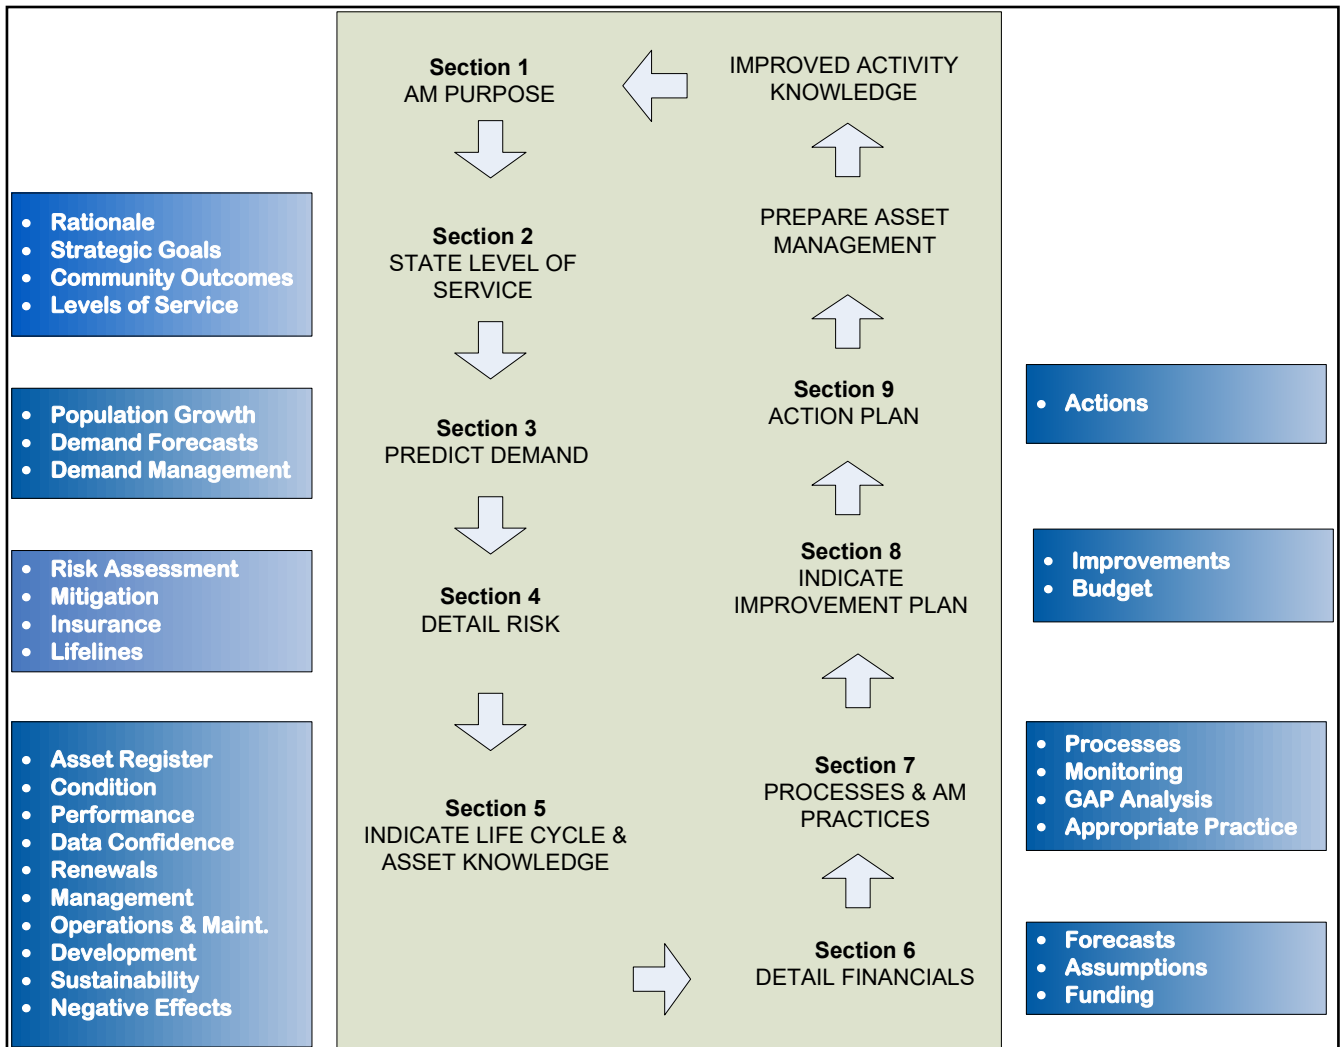 Section 1
AM PURPOSE
IMPROVED ACTIVITY
KNOWLEDGE
PREPARE ASSET
MANAGEMENT
• Rationale
• Strategic Goals
• Community Outcomes
• Levels of Service
Section 2
STATE LEVEL OF
SERVICE
• Population Growth
• Demand Forecasts
• Demand Management
Section 3
PREDICT DEMAND
Section 9
ACTION PLAN
• Actions
• Risk Assessment
• Mitigation
• Insurance
• Lifelines
Section 4
DETAIL RISK
Section 8
INDICATE
IMPROVEMENT PLAN
• Improvements
• Budget
• Asset Register
• Condition
• Performance
• Data Confidence
• Renewals
• Management
• Operations & Maint.
• Development
• Sustainability
• Negative Effects
Section 5
INDICATE LIFE CYCLE &
ASSET KNOWLEDGE
Section 7
PROCESSES & AM
PRACTICES
• Processes
• Monitoring
• GAP Analysis
• Appropriate Practice
Section 6
DETAIL FINANCIALS
• Forecasts
• Assumptions
• Funding